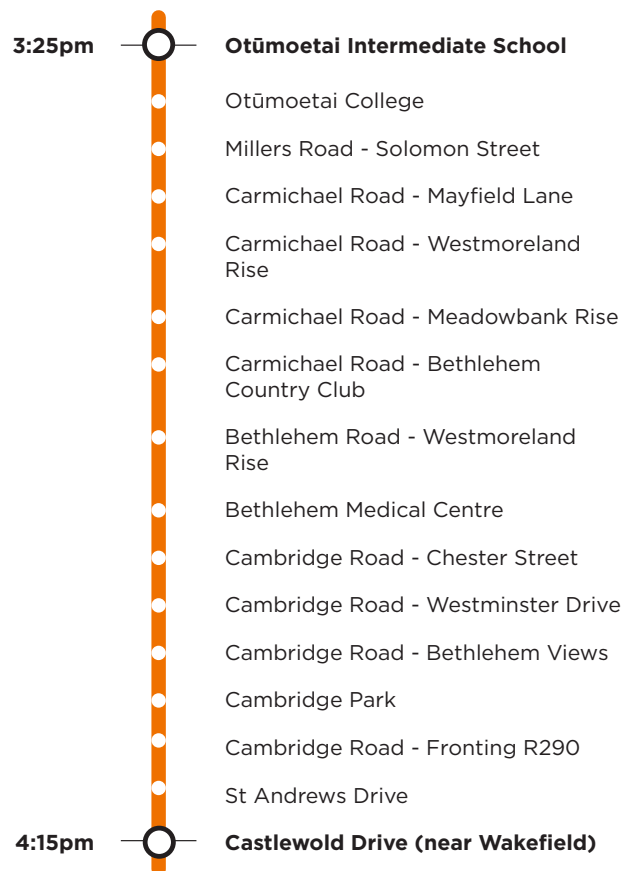 3:25pm Otūmoetai Intermediate School
Otūmoetai College
Millers Road - Solomon Street
Carmichael Road - Mayfield Lane
Carmichael Road - Westmoreland
Rise
Carmichael Road - Meadowbank Rise
Carmichael Road - Bethlehem
Country Club
Bethlehem Road - Westmoreland
Rise
Bethlehem Medical Centre
Cambridge Road - Chester Street
Cambridge Road - Westminster Drive
Cambridge Road - Bethlehem Views
Cambridge Park
Cambridge Road - Fronting R290
St Andrews Drive
4:15pm Castlewold Drive (near Wakefield)